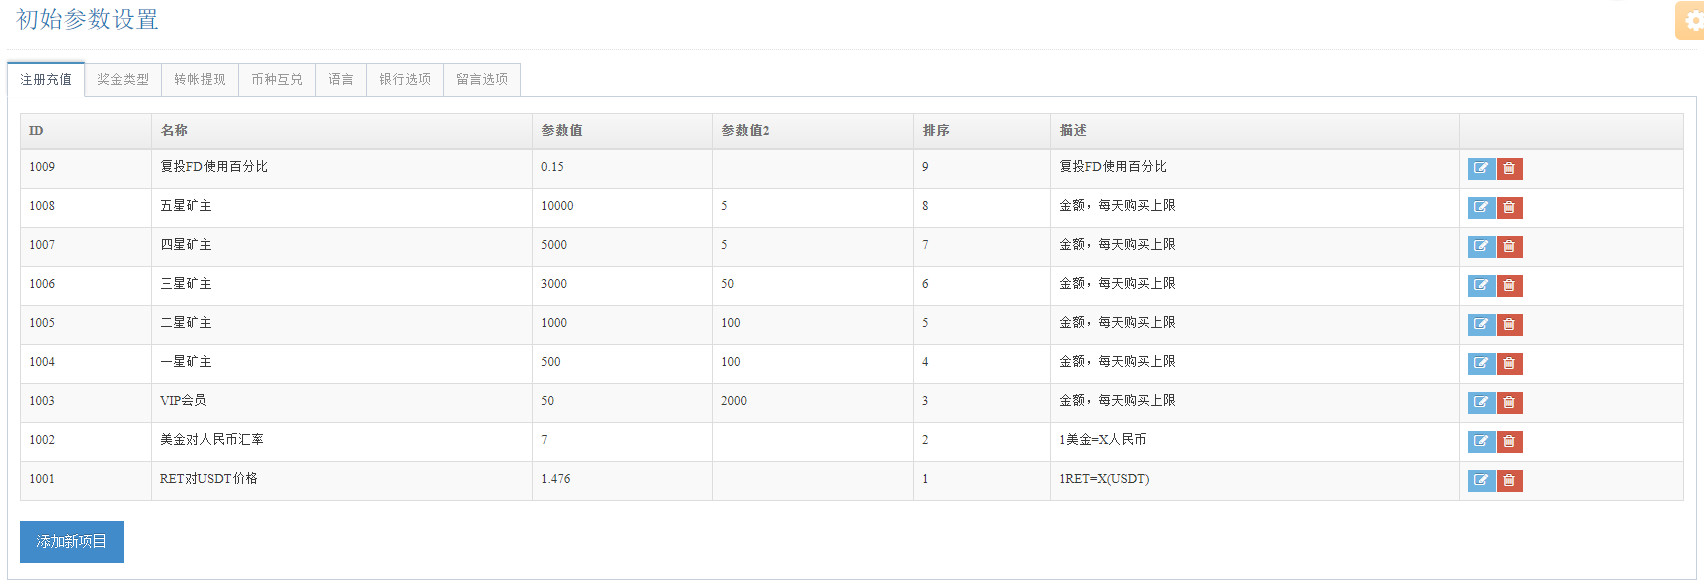 初始参数设置
注册充值 奖金类型 转帐提现 币种互兑 语言 银行选项 留言选项
ID 名称 参数值 参数值2 排序 描述
1009 复投FD使用百分比 0.15 9 复投FD使用百分比
1008 五星矿主 10000 5 8 金额，每天购买上限
1007 四星矿主 5000 5 7 金额，每天购买上限
1006 三星矿主 3000 50 6 金额，每天购买上限
1005 二星矿主 1000 100 5 金额，每天购买上限
1004 一星矿主 500 100 4 金额，每天购买上限
1003 VIP会员 50 2000 3 金额，每天购买上限
1002 美金对人民币汇率 7 2 1美金=X人民币
1001 RET对USDT价格 1.476 1 1RET=X(USDT)
添加新项目